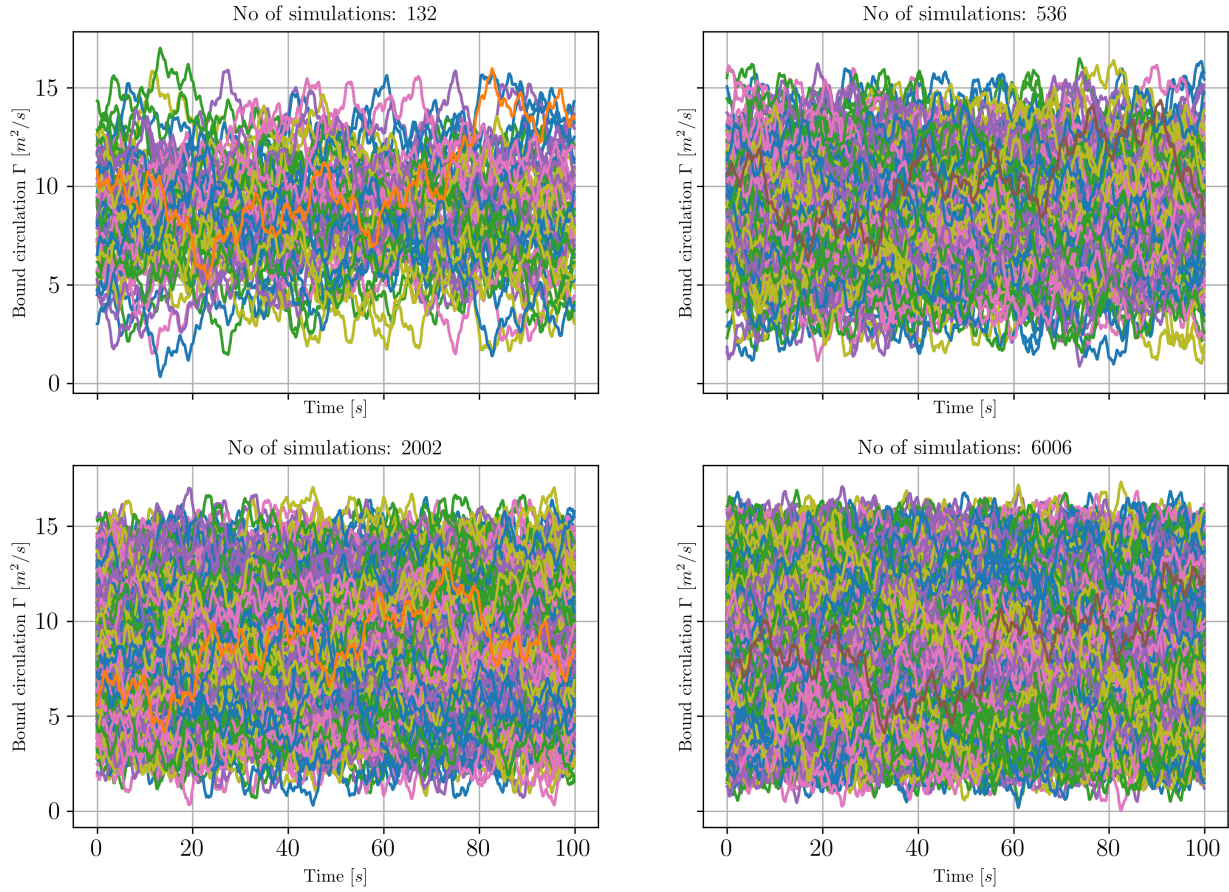 No of simulations: 132
No of simulations: 536
Bound circulation Γ [m²/s]
15
10
5
0
Time [s]
Bound circulation Γ [m²/s]
Time [s]
No of simulations: 2002
No of simulations: 6006
Bound circulation Γ [m²/s]
15
10
5
0
0 20 40 60 80 100
Time [s]
Bound circulation Γ [m²/s]
0 20 40 60 80 100
Time [s]